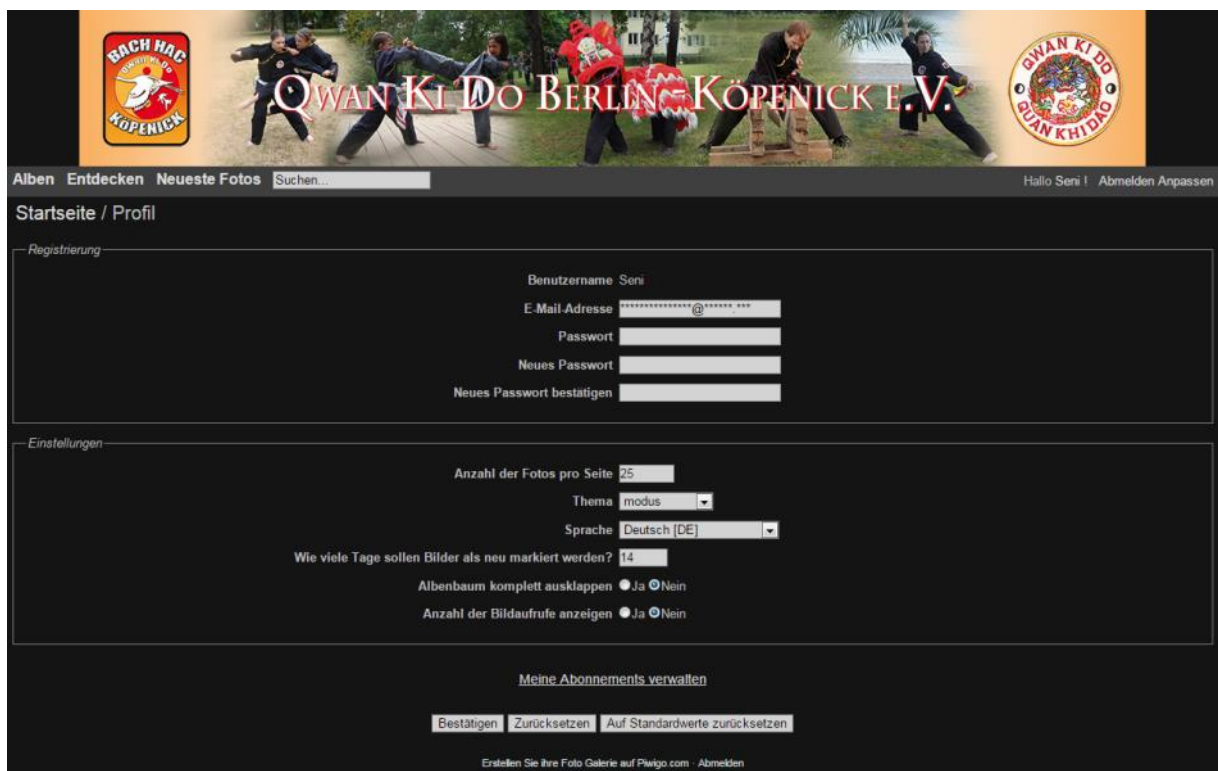 BACH HAC
Qwan Ki Do
KÖPENICK
QWAN KI DO BERLIN-KÖPENICK E.V.
QWAN KI DO
QUAN KHI DAO
Alben Entdecken Neueste Fotos Suchen... Hallo Seni ! Abmelden Anpassen
Startseite / Profil
Registrierung
Benutzername Seni
E-Mail-Adresse ***************@******.***
Passwort
Neues Passwort
Neues Passwort bestätigen
Einstellungen
Anzahl der Fotos pro Seite 25
Thema modus
Sprache Deutsch [DE]
Wie viele Tage sollen Bilder als neu markiert werden? 14
Albenbaum komplett ausklappen Ja Nein
Anzahl der Bildaufrufe anzeigen Ja Nein
Meine Abonnements verwalten
Bestätigen Zurücksetzen Auf Standardwerte zurücksetzen
Erstellen Sie ihre Foto Galerie auf Piwigo.com - Abmelden